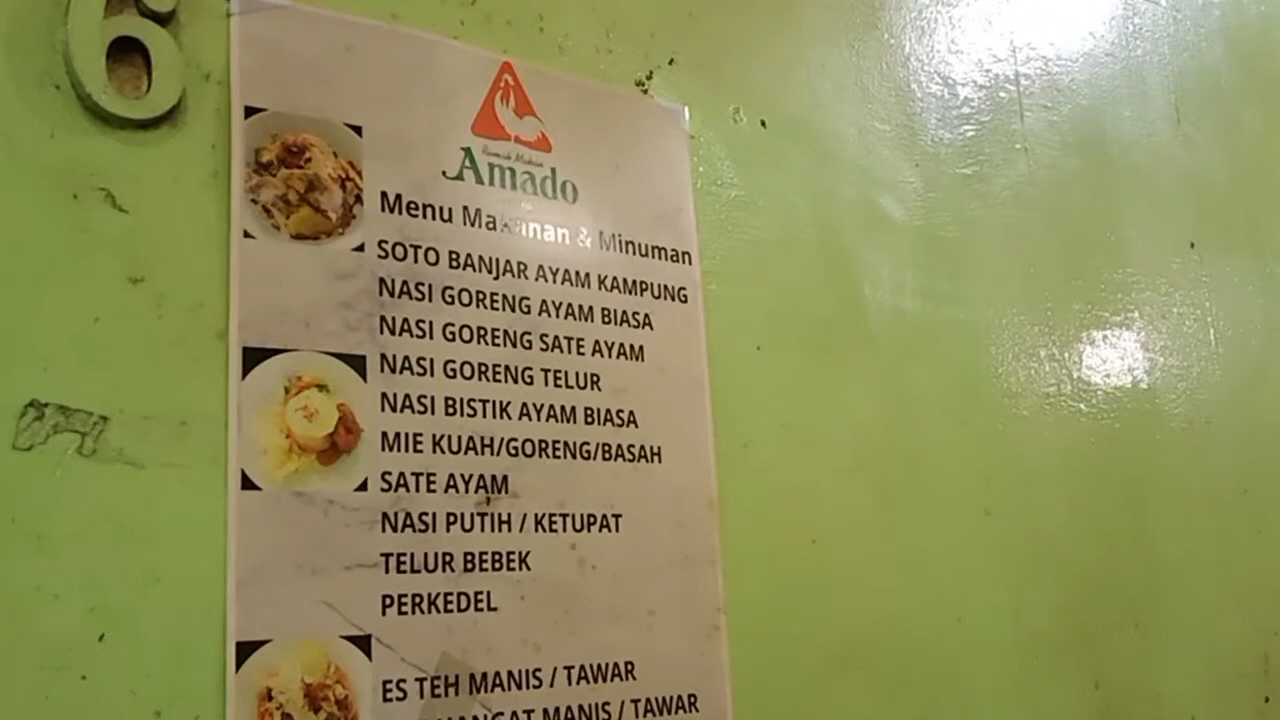 6
Rumah Makan
Amado
Menu Makanan & Minuman
SOTO BANJAR AYAM KAMPUNG
NASI GORENG AYAM BIASA
NASI GORENG SATE AYAM
NASI GORENG TELUR
NASI BISTIK AYAM BIASA
MIE KUAH/GORENG/BASAH
SATE AYAM
NASI PUTIH / KETUPAT
TELUR BEBEK
PERKEDEL
ES TEH MANIS / TAWAR
MANIS / TAWAR